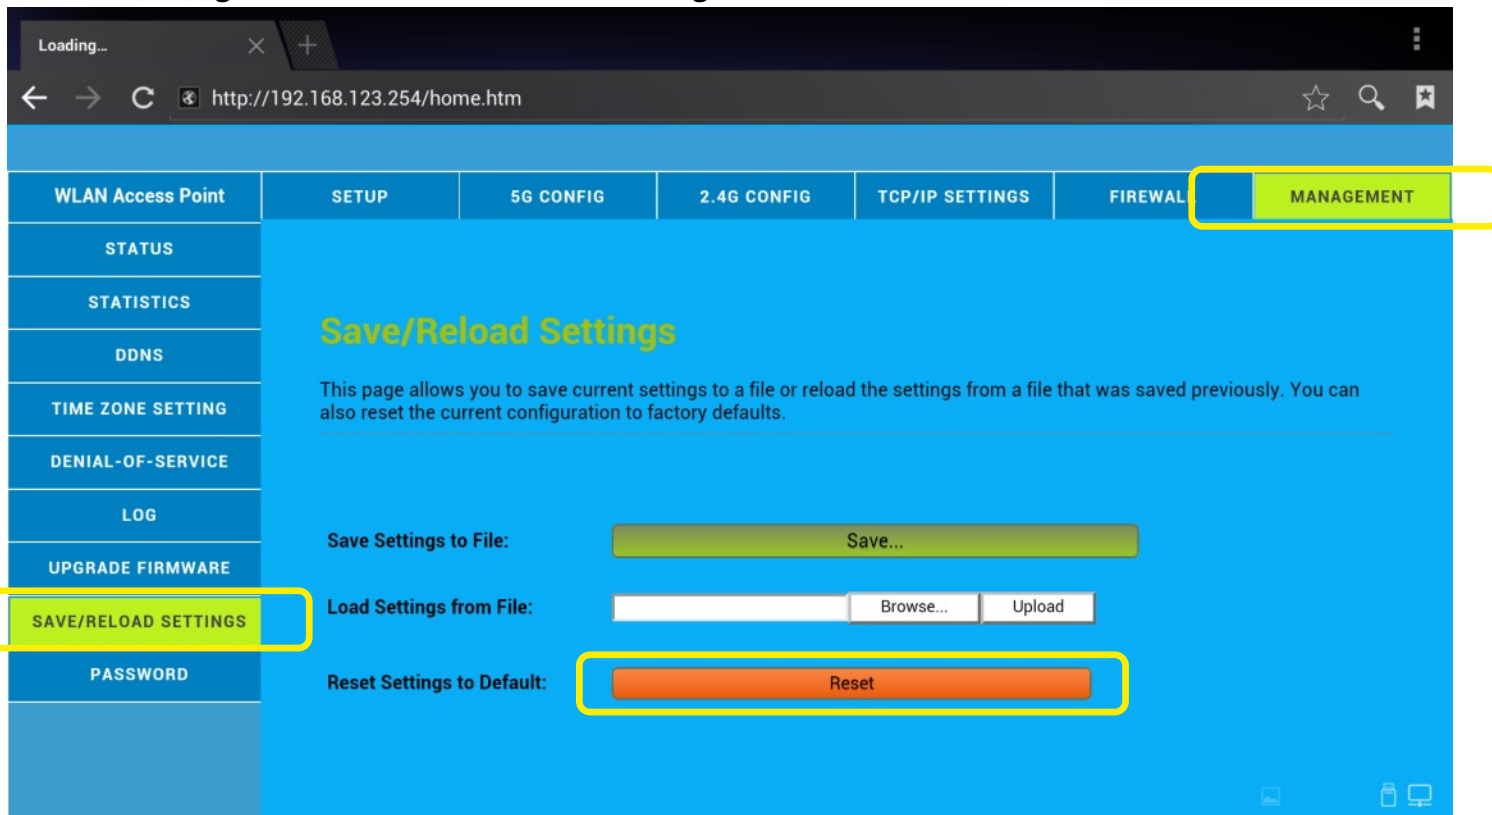 Loading...
http://192.168.123.254/home.htm
WLAN Access Point
SETUP
5G CONFIG
2.4G CONFIG
TCP/IP SETTINGS
FIREWALL
MANAGEMENT
STATUS
STATISTICS
DDNS
TIME ZONE SETTING
DENIAL-OF-SERVICE
LOG
UPGRADE FIRMWARE
SAVE/RELOAD SETTINGS
PASSWORD
Save/Reload Settings
This page allows you to save current settings to a file or reload the settings from a file that was saved previously. You can
also reset the current configuration to factory defaults.
Save Settings to File:
Save...
Load Settings from File:
Browse...
Upload
Reset Settings to Default:
Reset